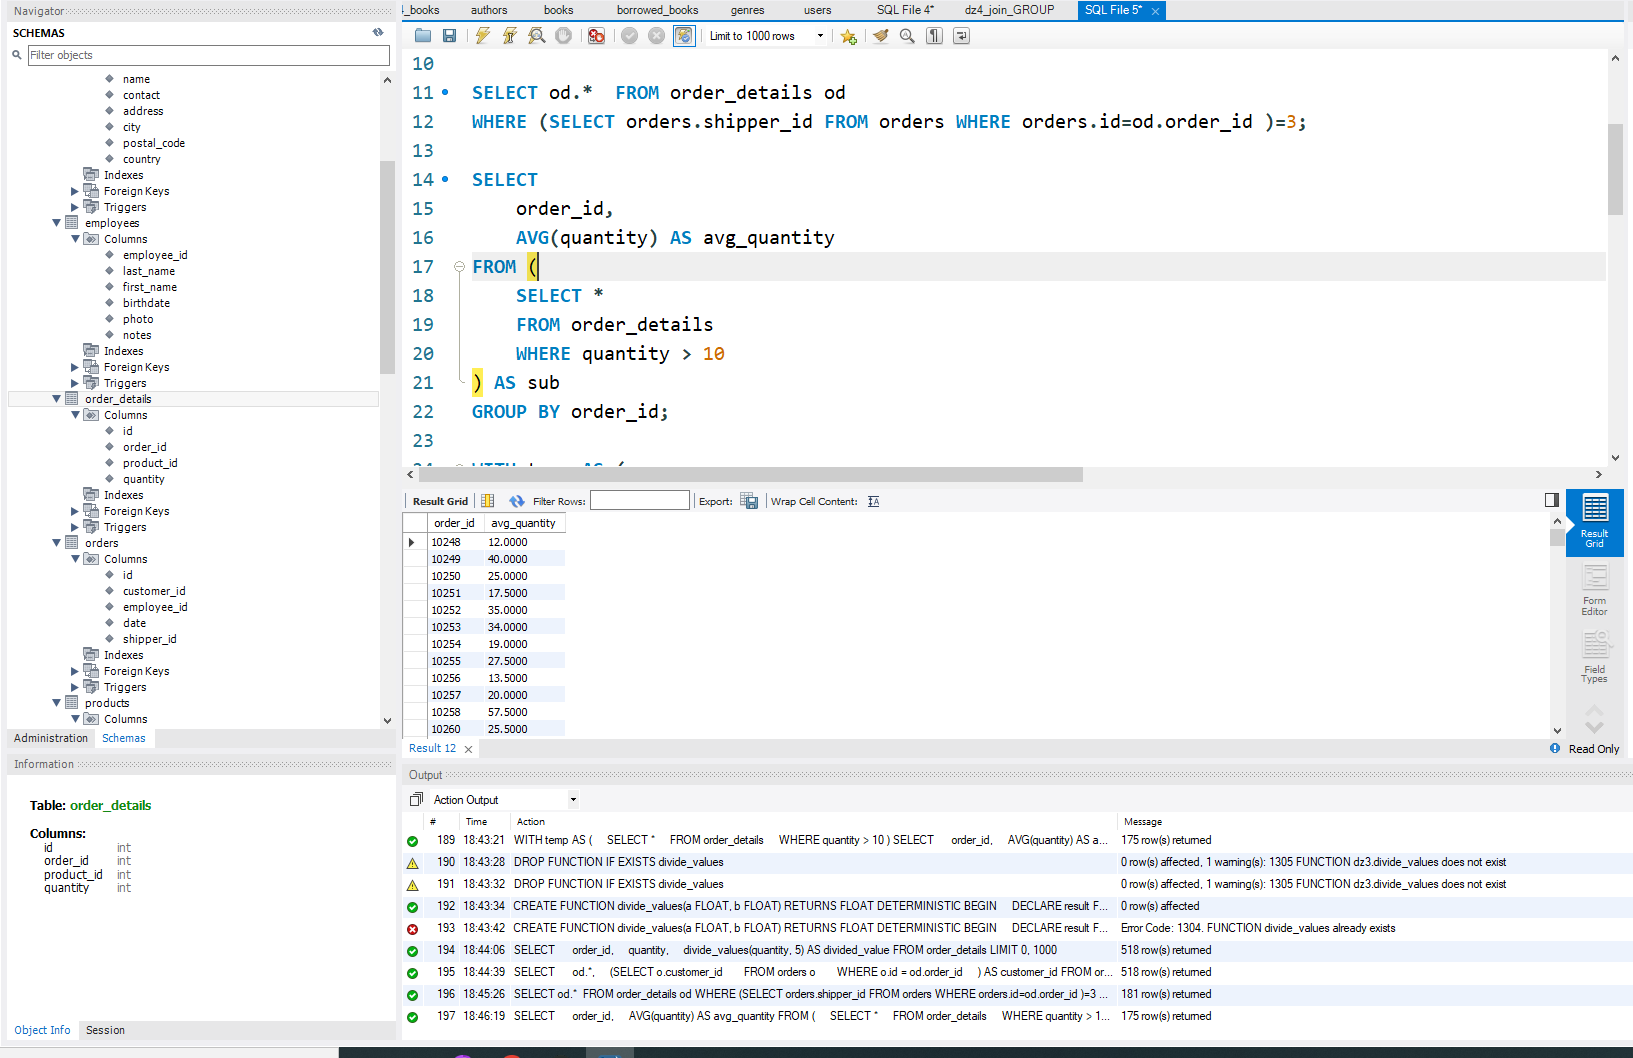 Navigator
SCHEMAS
Filter objects
name
contact
address
city
postal_code
country
Indexes
Foreign Keys
Triggers
employees
Columns
employee_id
last_name
first_name
birthdate
photo
notes
Indexes
Foreign Keys
Triggers
order_details
Columns
id
order_id
product_id
quantity
Indexes
Foreign Keys
Triggers
orders
Columns
id
customer_id
employee_id
date
shipper_id
Indexes
Foreign Keys
Triggers
products
Columns
Administration Schemas
Information
Table: order_details
Columns:
id int
order_id int
product_id int
quantity int
Object Info Session
_books authors books borrowed_books genres users SQL File 4* dz4_join_GROUP SQL File 5*
Limit to 1000 rows
10
11 SELECT od.*  FROM order_details od
12 WHERE (SELECT orders.shipper_id FROM orders WHERE orders.id=od.order_id )=3;
13
14 SELECT
15 order_id,
16 AVG(quantity) AS avg_quantity
17 FROM (
18 SELECT *
19 FROM order_details
20 WHERE quantity > 10
21 ) AS sub
22 GROUP BY order_id;
23
Result Grid Filter Rows: Export: Wrap Cell Content:
order_id avg_quantity
10248 12.0000
10249 40.0000
10250 25.0000
10251 17.5000
10252 35.0000
10253 34.0000
10254 19.0000
10255 27.5000
10256 13.5000
10257 20.0000
10258 57.5000
10260 25.5000
Result Grid
Form Editor
Field Types
Result 12
Read Only
Output
Action Output
# Time Action Message
189 18:43:21 WITH temp AS ( SELECT * FROM order_details WHERE quantity > 10 ) SELECT order_id, AVG(quantity) AS a... 175 row(s) returned
190 18:43:28 DROP FUNCTION IF EXISTS divide_values 0 row(s) affected, 1 warning(s): 1305 FUNCTION dz3.divide_values does not exist
191 18:43:32 DROP FUNCTION IF EXISTS divide_values 0 row(s) affected, 1 warning(s): 1305 FUNCTION dz3.divide_values does not exist
192 18:43:34 CREATE FUNCTION divide_values(a FLOAT, b FLOAT) RETURNS FLOAT DETERMINISTIC BEGIN DECLARE result F... 0 row(s) affected
193 18:43:42 CREATE FUNCTION divide_values(a FLOAT, b FLOAT) RETURNS FLOAT DETERMINISTIC BEGIN DECLARE result F... Error Code: 1304. FUNCTION divide_values already exists
194 18:44:06 SELECT order_id, quantity, divide_values(quantity, 5) AS divided_value FROM order_details LIMIT 0, 1000 518 row(s) returned
195 18:44:39 SELECT od.*, (SELECT o.customer_id FROM orders o WHERE o.id = od.order_id ) AS customer_id FROM or... 518 row(s) returned
196 18:45:26 SELECT od.* FROM order_details od WHERE (SELECT orders.shipper_id FROM orders WHERE orders.id=od.order_id )=3 ... 181 row(s) returned
197 18:46:19 SELECT order_id, AVG(quantity) AS avg_quantity FROM ( SELECT * FROM order_details WHERE quantity > 1... 175 row(s) returned